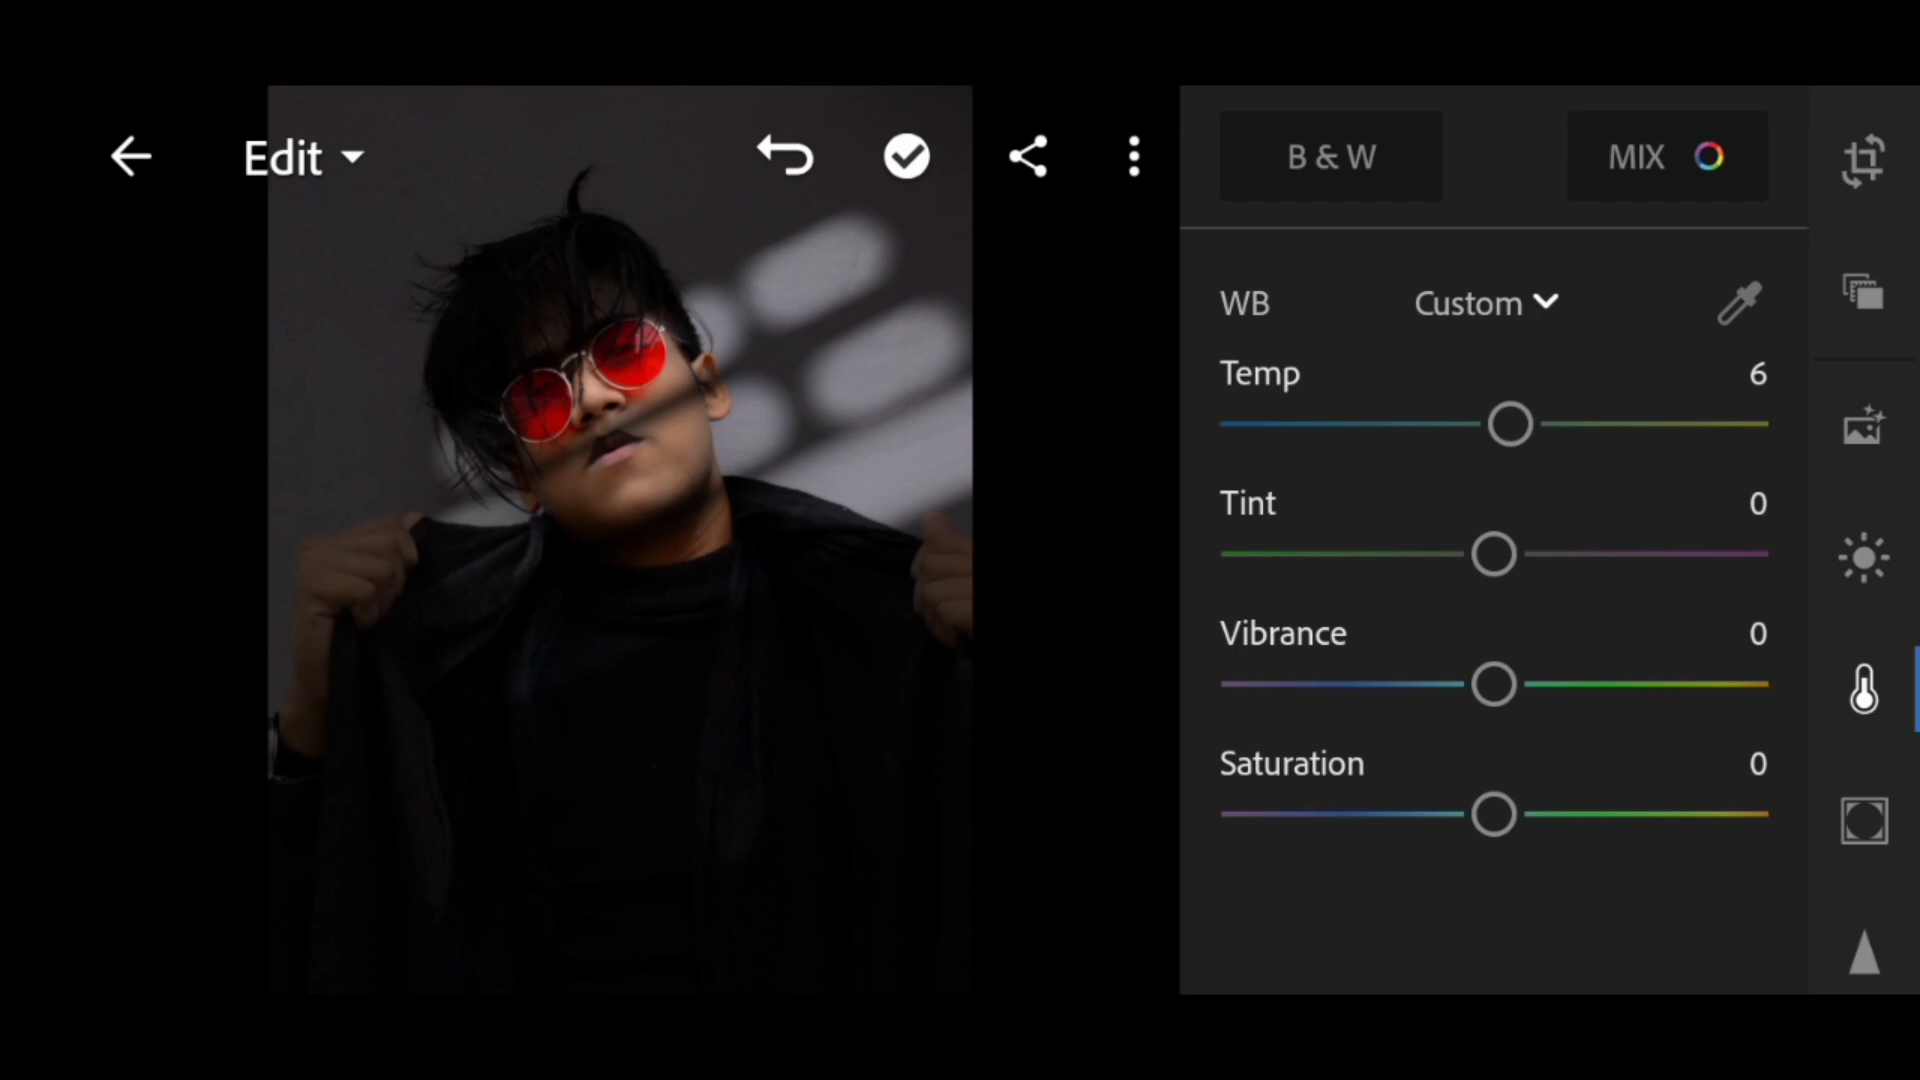 Edit
B & W
MIX
WB
Custom
Temp
6
Tint
0
Vibrance
0
Saturation
0